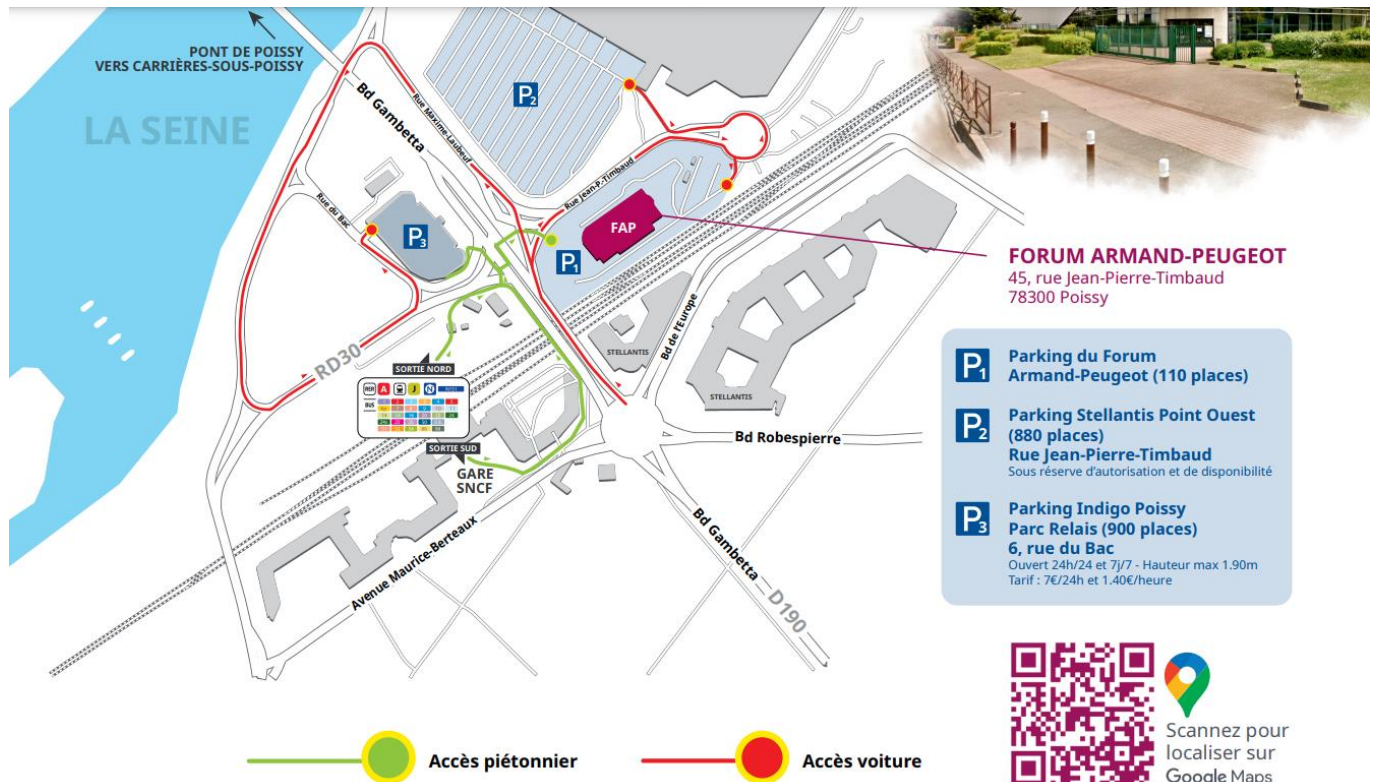 PONT DE POISSY
VERS CARRIÈRES-SOUS-POISSY
LA SEINE
Bd Gambetta
Rue Maxime-Laubeuf
P2
Rue Jean-P.-Timbaud
Rue du Bac
P3
FAP
P1
FORUM ARMAND-PEUGEOT
45, rue Jean-Pierre-Timbaud
78300 Poissy
RD30
SORTIE NORD
RER A J N
BUS
STELLANTIS
Bd de l'Europe
STELLANTIS
SORTIE SUD
GARE
SNCF
Bd Robespierre
Avenue Maurice-Berteaux
Bd Gambetta
D190
P1
Parking du Forum
Armand-Peugeot (110 places)
P2
Parking Stellantis Point Ouest
(880 places)
Rue Jean-Pierre-Timbaud
Sous réserve d'autorisation et de disponibilité
P3
Parking Indigo Poissy
Parc Relais (900 places)
6, rue du Bac
Ouvert 24h/24 et 7j/7 - Hauteur max 1.90m
Tarif : 7€/24h et 1.40€/heure
Accès piétonnier
Accès voiture
Scannez pour
localiser sur
Google Maps